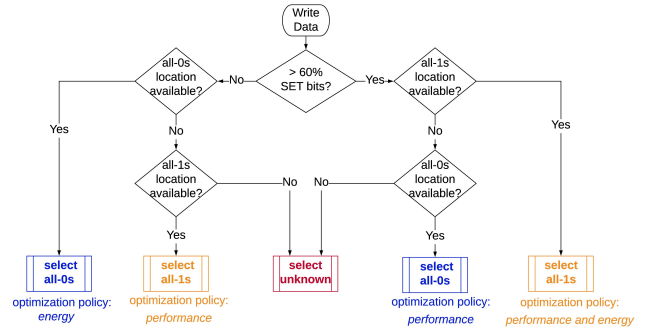 Write
Data
> 60%
SET bits?
No
Yes
all-0s
location
available?
all-1s
location
available?
Yes
No
No
Yes
all-1s
location
available?
all-0s
location
available?
No
No
Yes
Yes
select
all-0s
select
all-1s
select
unknown
select
all-0s
select
all-1s
optimization policy:
energy
optimization policy:
performance
optimization policy:
performance
optimization policy:
performance and energy